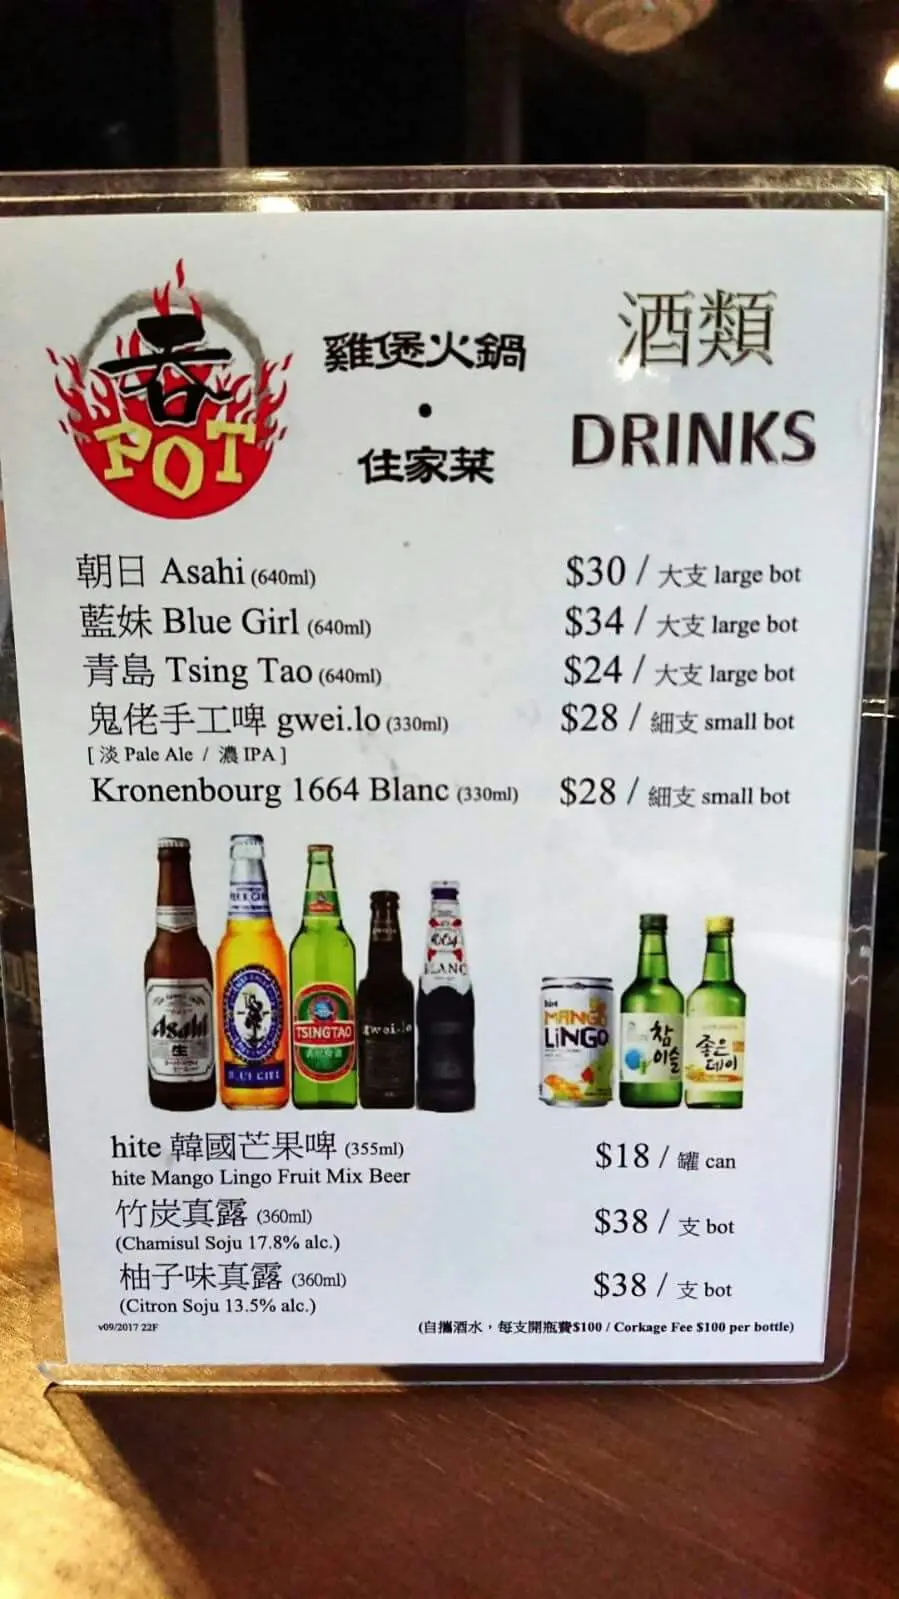 吞
POT
雞煲火鍋
•
住家菜
酒類
DRINKS
朝日 Asahi (640ml) $30 / 大支 large bot
藍妹 Blue Girl (640ml) $34 / 大支 large bot
青島 Tsing Tao (640ml) $24 / 大支 large bot
鬼佬手工啤 gwei.lo (330ml) $28 / 細支 small bot
[ 淡 Pale Ale / 濃 IPA ]
Kronenbourg 1664 Blanc (330ml) $28 / 細支 small bot
Asahi
生
BLUE GIRL
TSINGTAO
gwei.lo
1664
BLANC
hite
MANGO
LiNGO
참
이슬
좋은
데이
hite 韓國芒果啤 (355ml) $18 / 罐 can
hite Mango Lingo Fruit Mix Beer
竹炭真露 (360ml) $38 / 支 bot
(Chamisul Soju 17.8% alc.)
柚子味真露 (360ml) $38 / 支 bot
(Citron Soju 13.5% alc.)
v09/2017 22F (自攜酒水，每支開瓶費$100 / Corkage Fee $100 per bottle)